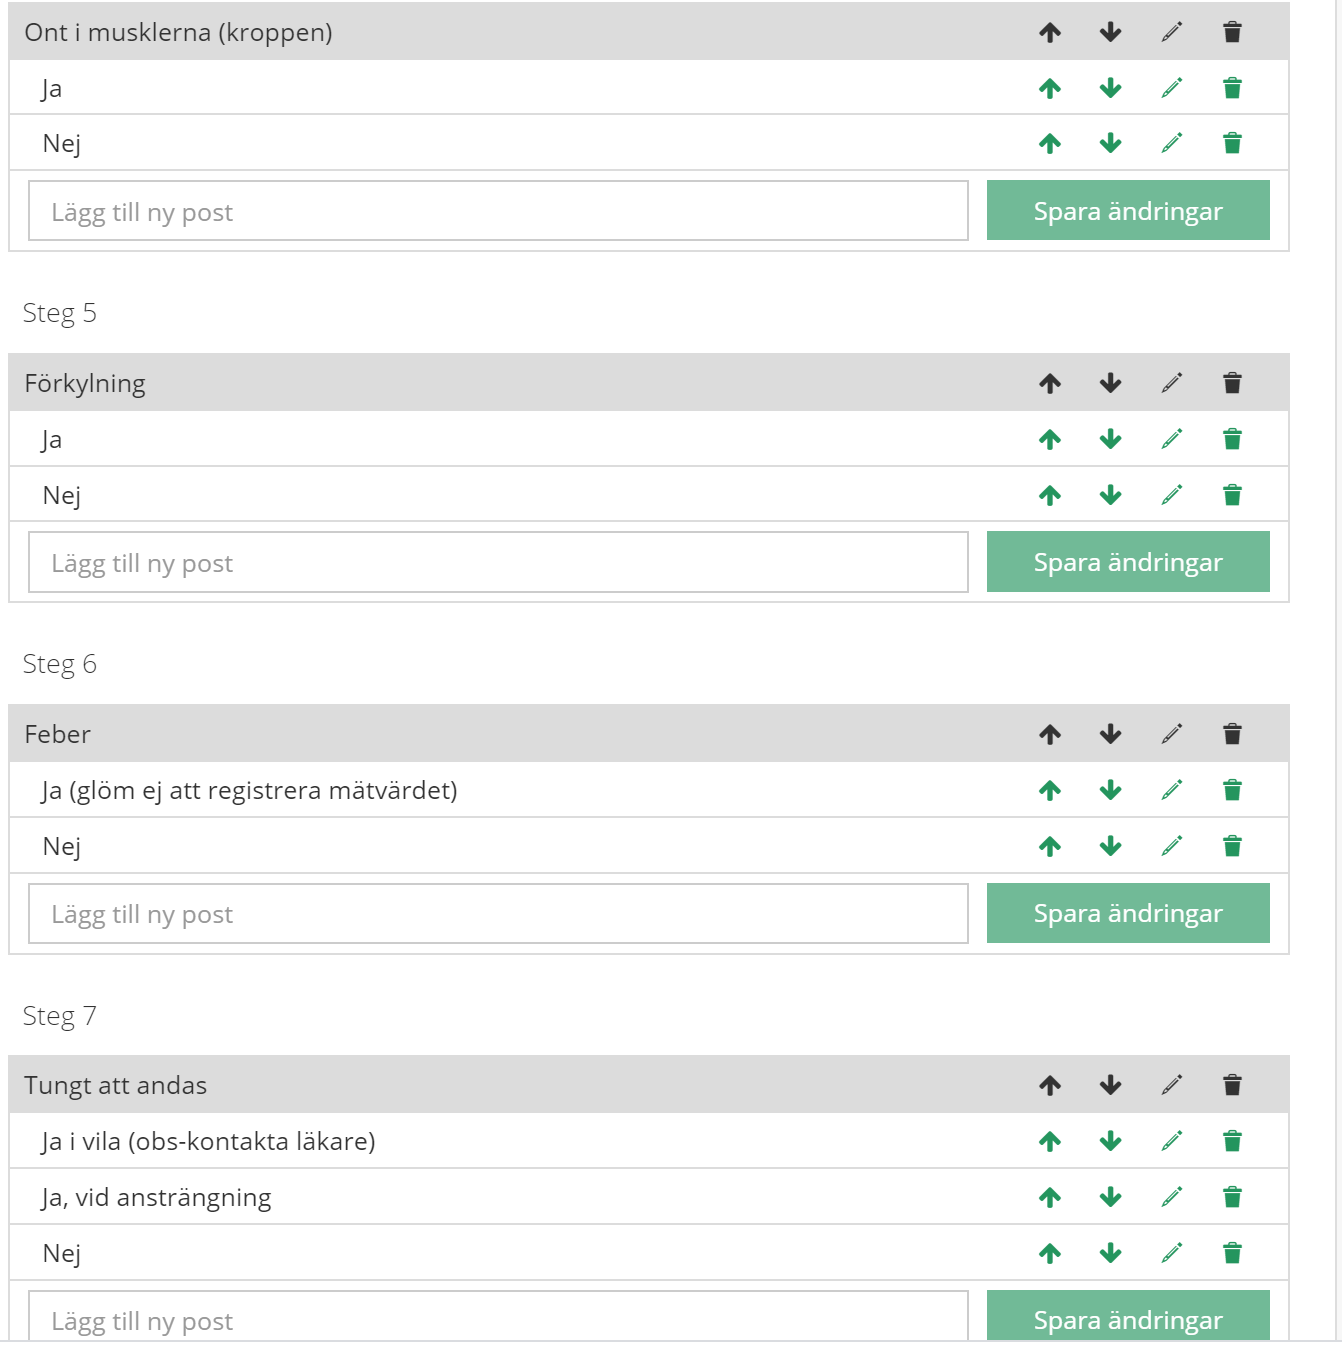 Ont i musklerna (kroppen)
Ja
Nej
Lägg till ny post
Spara ändringar
Steg 5
Förkylning
Ja
Nej
Lägg till ny post
Spara ändringar
Steg 6
Feber
Ja (glöm ej att registrera mätvärdet)
Nej
Lägg till ny post
Spara ändringar
Steg 7
Tungt att andas
Ja i vila (obs-kontakta läkare)
Ja, vid ansträngning
Nej
Lägg till ny post
Spara ändringar